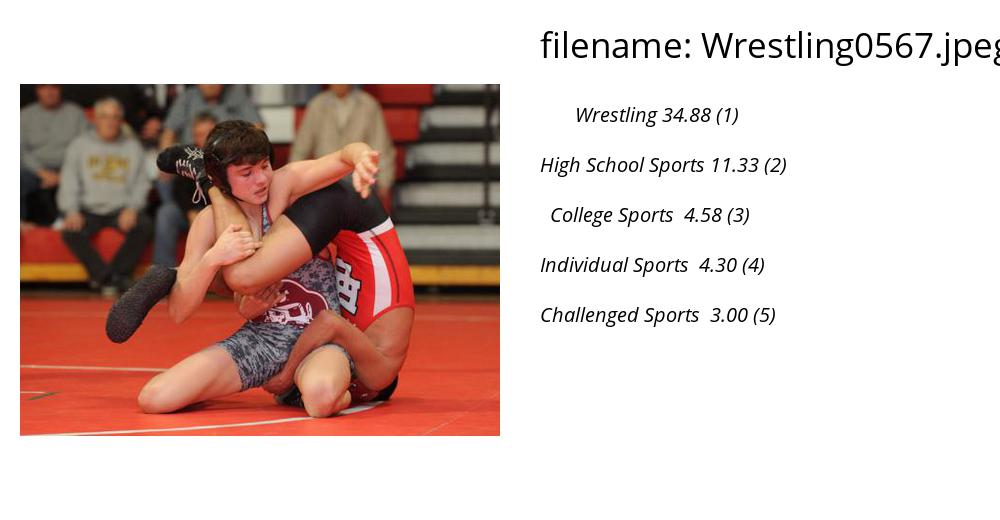 filename: Wrestling0567.jpeg
Wrestling 34.88 (1)
High School Sports 11.33 (2)
College Sports 4.58 (3)
Individual Sports 4.30 (4)
Challenged Sports 3.00 (5)